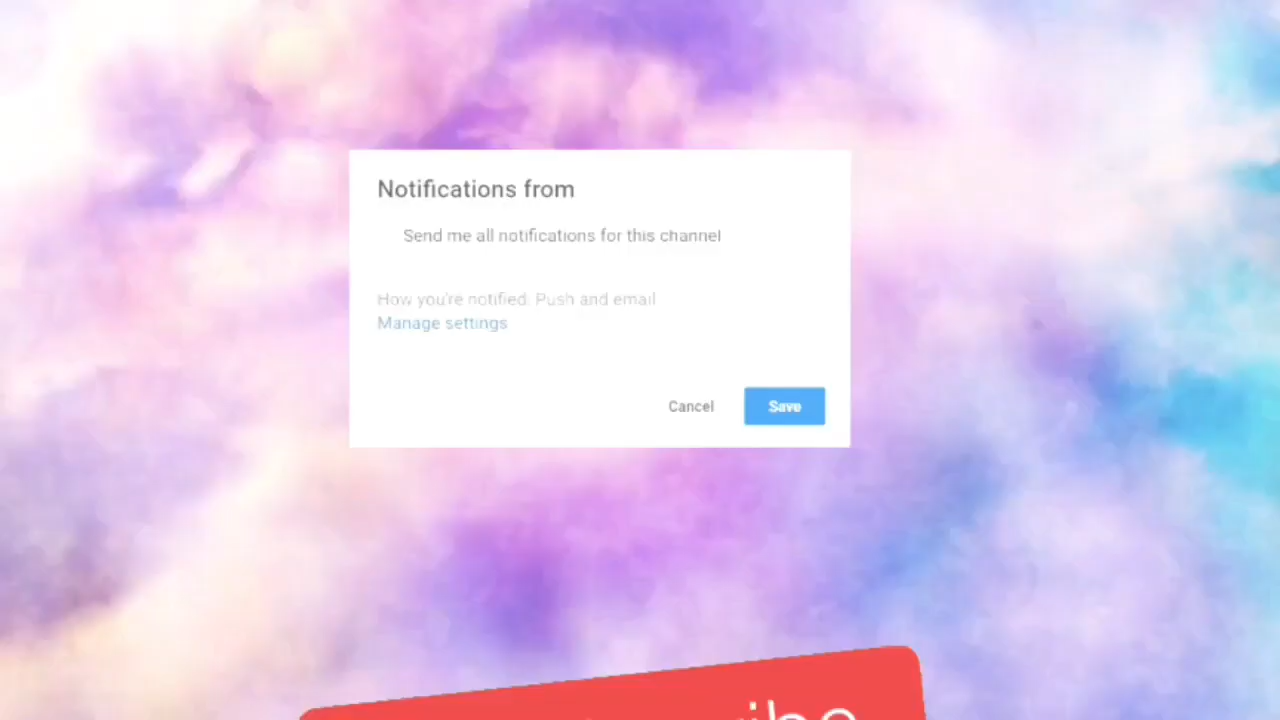 Notifications from
Send me all notifications for this channel
How you're notified: Push and email
Manage settings
Cancel
Save